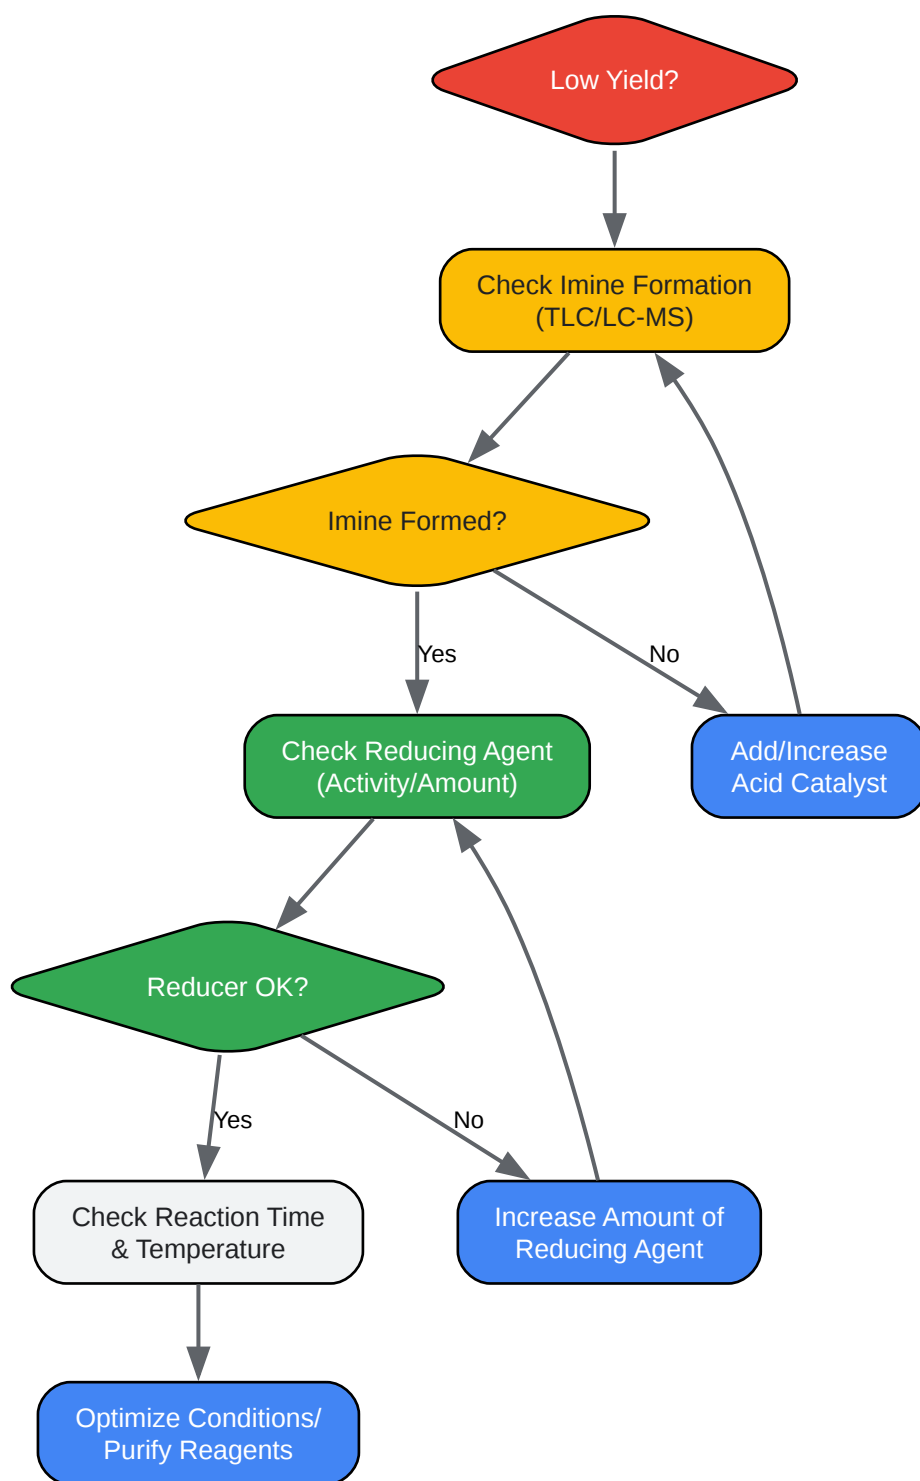 Low Yield?
Check Imine Formation
(TLC/LC-MS)
Imine Formed?
Yes
No
Check Reducing Agent
(Activity/Amount)
Add/Increase
Acid Catalyst
Reducer OK?
Yes
No
Check Reaction Time
& Temperature
Increase Amount of
Reducing Agent
Optimize Conditions/
Purify Reagents